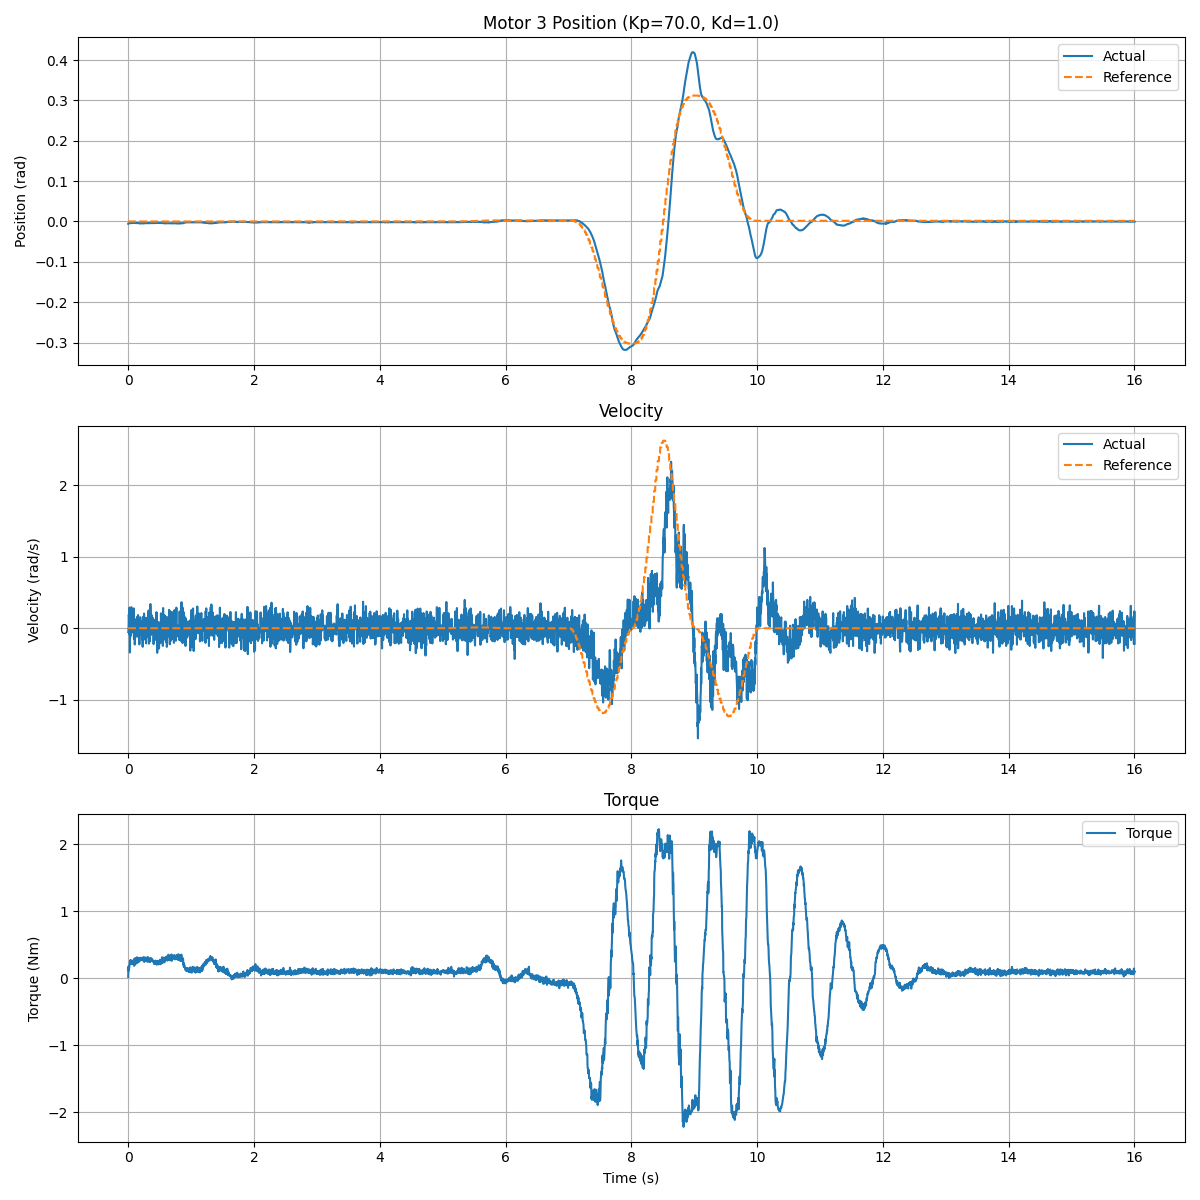 Motor 3 Position (Kp=70.0, Kd=1.0)
Position (rad)
0.4
0.3
0.2
0.1
0.0
−0.1
−0.2
−0.3
Actual
Reference
0 2 4 6 8 10 12 14 16
Velocity
Velocity (rad/s)
2
1
0
−1
Actual
Reference
0 2 4 6 8 10 12 14 16
Torque
Torque (Nm)
2
1
0
−1
−2
Torque
0 2 4 6 8 10 12 14 16
Time (s)